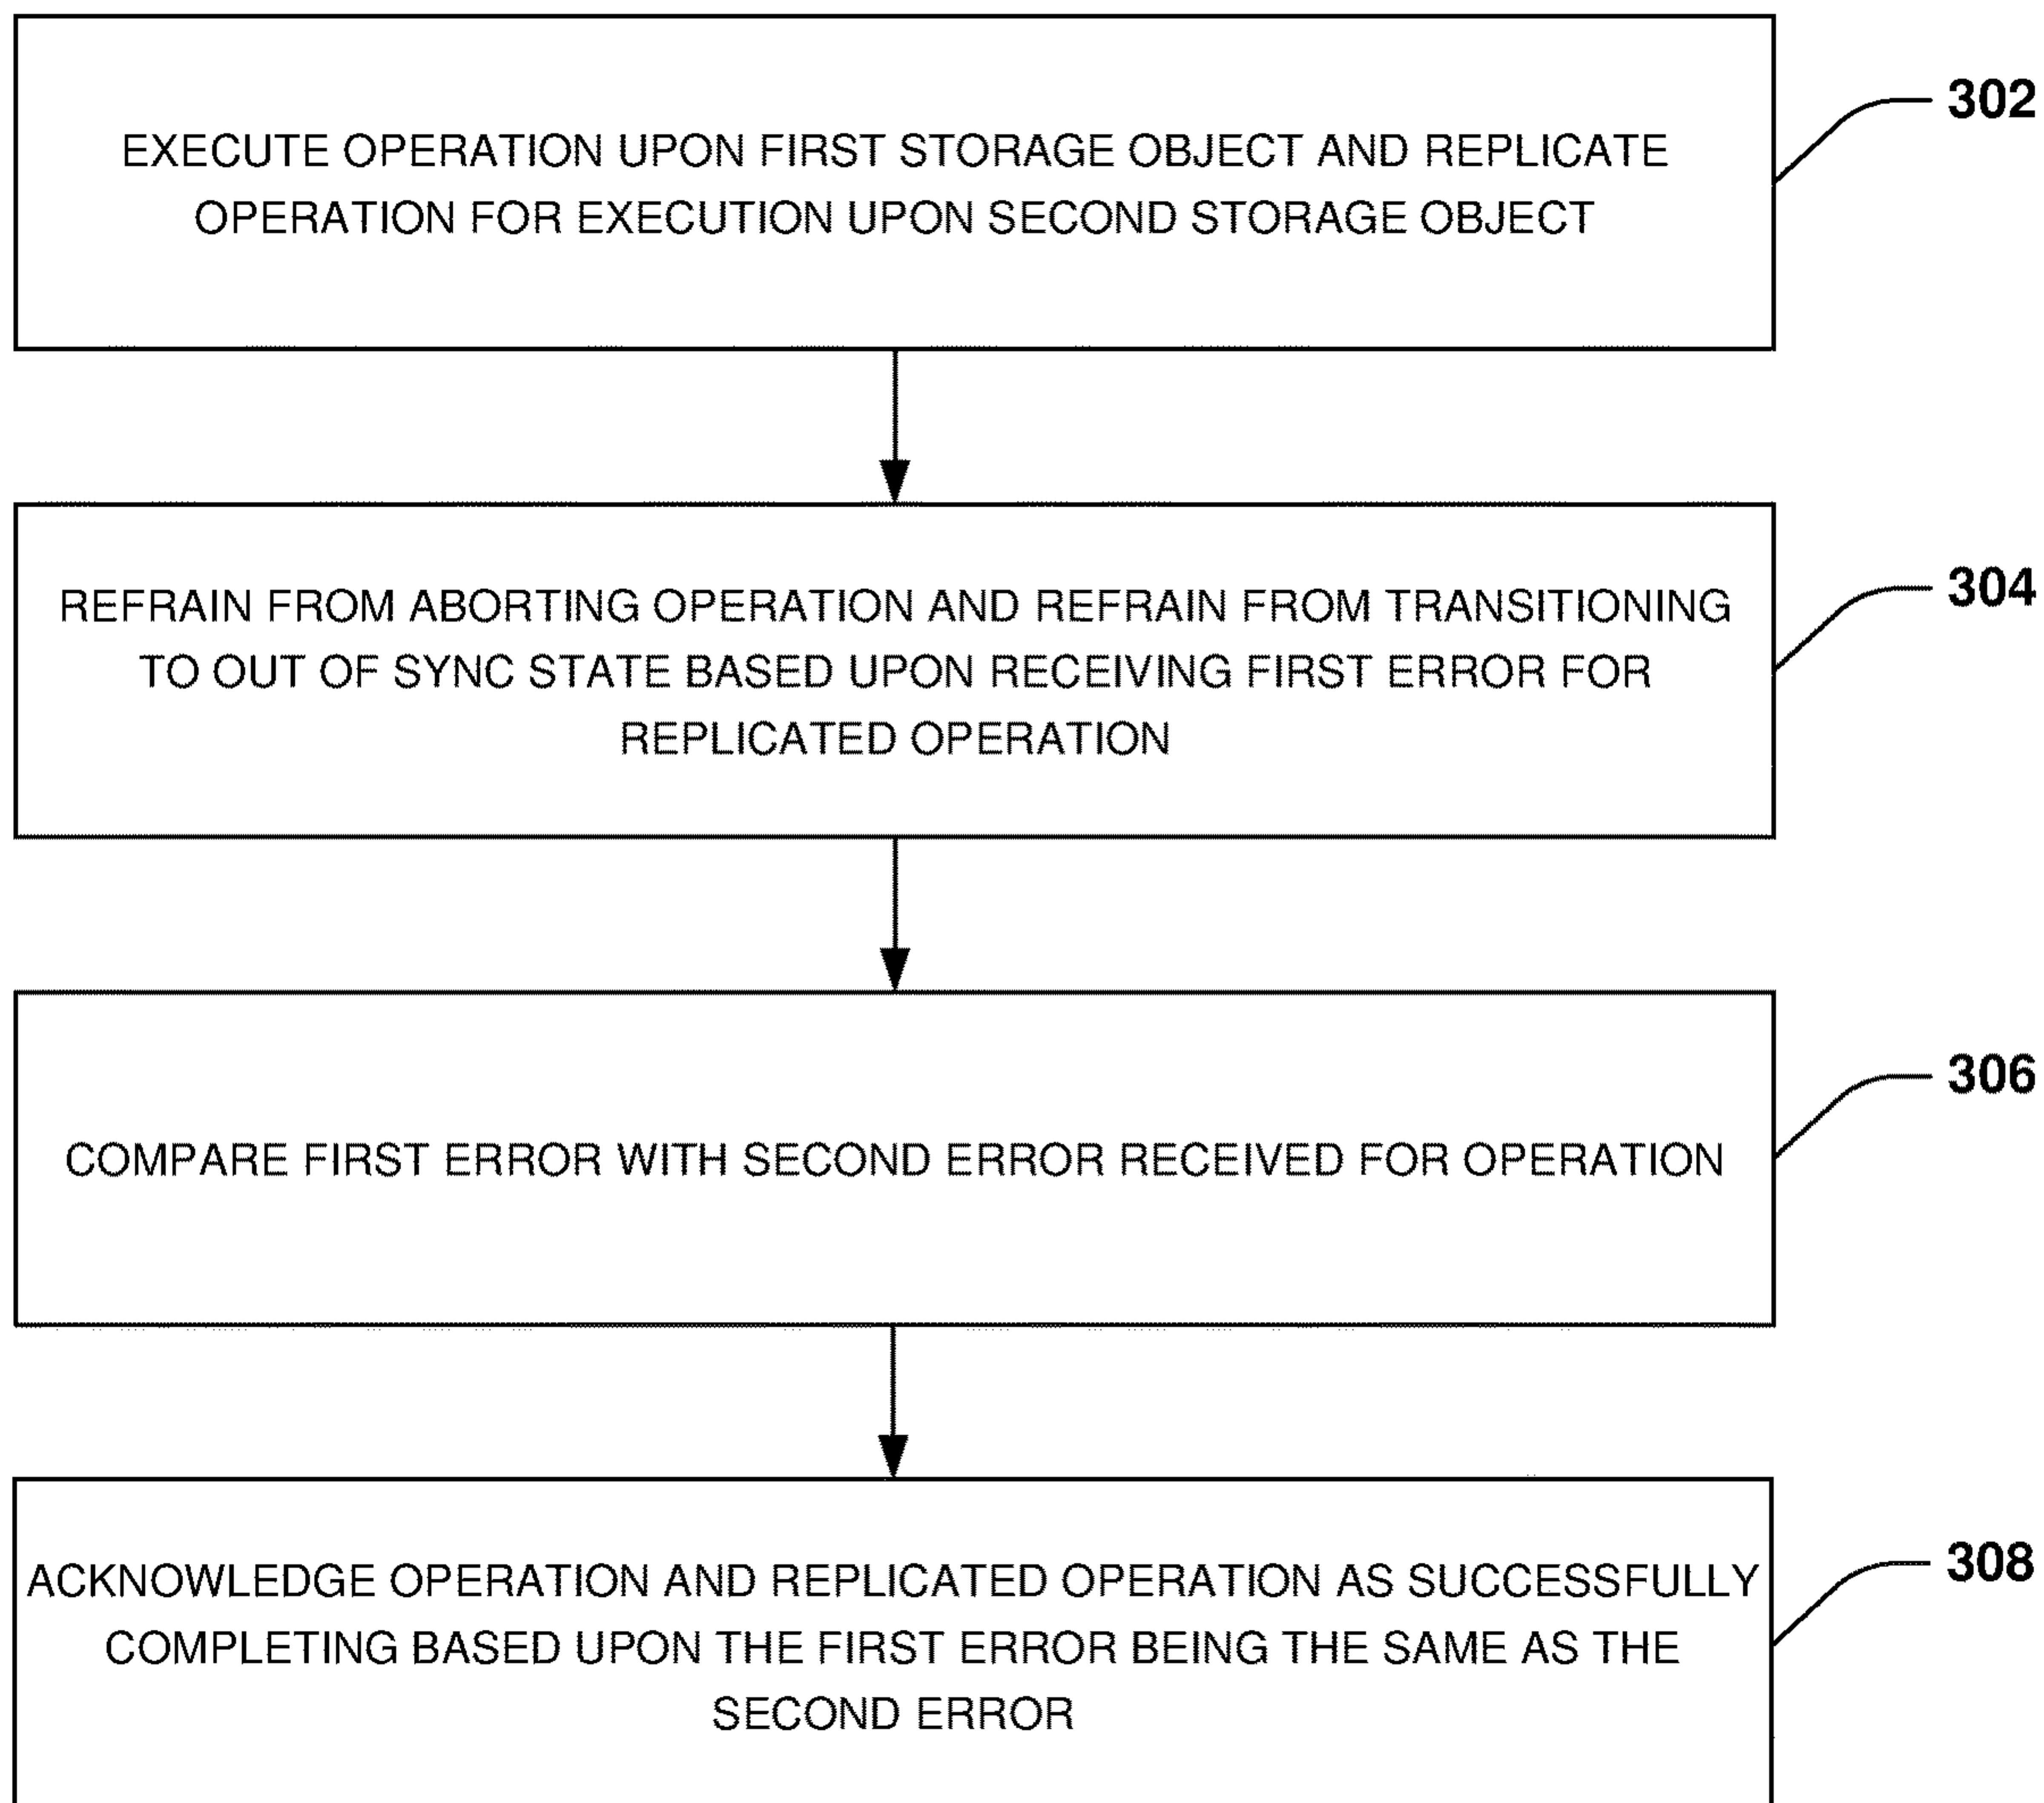 EXECUTE OPERATION UPON FIRST STORAGE OBJECT AND REPLICATE
OPERATION FOR EXECUTION UPON SECOND STORAGE OBJECT
302
REFRAIN FROM ABORTING OPERATION AND REFRAIN FROM TRANSITIONING
TO OUT OF SYNC STATE BASED UPON RECEIVING FIRST ERROR FOR
REPLICATED OPERATION
304
COMPARE FIRST ERROR WITH SECOND ERROR RECEIVED FOR OPERATION
306
ACKNOWLEDGE OPERATION AND REPLICATED OPERATION AS SUCCESSFULLY
COMPLETING BASED UPON THE FIRST ERROR BEING THE SAME AS THE
SECOND ERROR
308